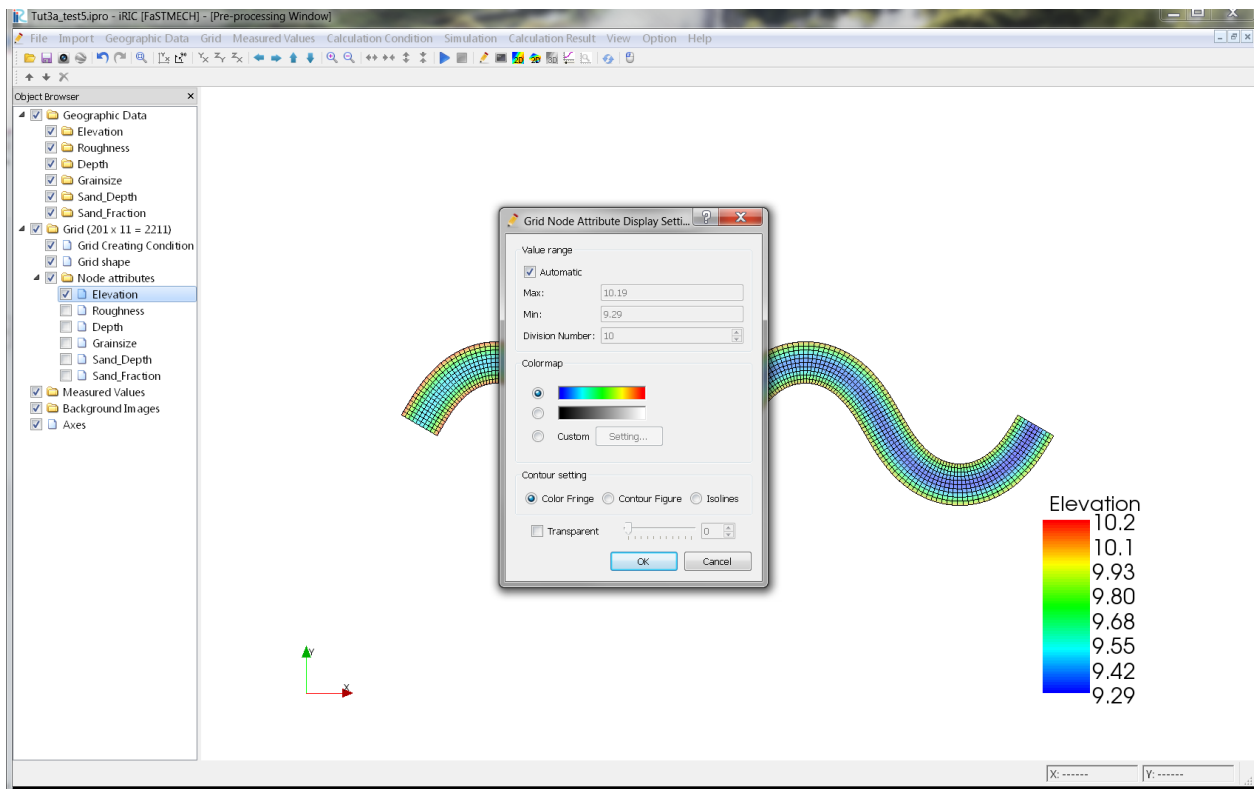 Tut3a_test5.ipro - iRIC [FaSTMECH] - [Pre-processing Window]
File Import Geographic Data Grid Measured Values Calculation Condition Simulation Calculation Result View Option Help
Object Browser
Geographic Data
Elevation
Roughness
Depth
Grainsize
Sand_Depth
Sand_Fraction
Grid (201 x 11 = 2211)
Grid Creating Condition
Grid shape
Node attributes
Elevation
Roughness
Depth
Grainsize
Sand_Depth
Sand_Fraction
Measured Values
Background Images
Axes
Grid Node Attribute Display Setti...
Value range
Automatic
Max: 10.19
Min: 9.29
Division Number: 10
Colormap
Custom Setting...
Contour setting
Color Fringe Contour Figure Isolines
Transparent 0
OK Cancel
Elevation
10.2
10.1
9.93
9.80
9.68
9.55
9.42
9.29
Y
X
X: ------ Y: ------